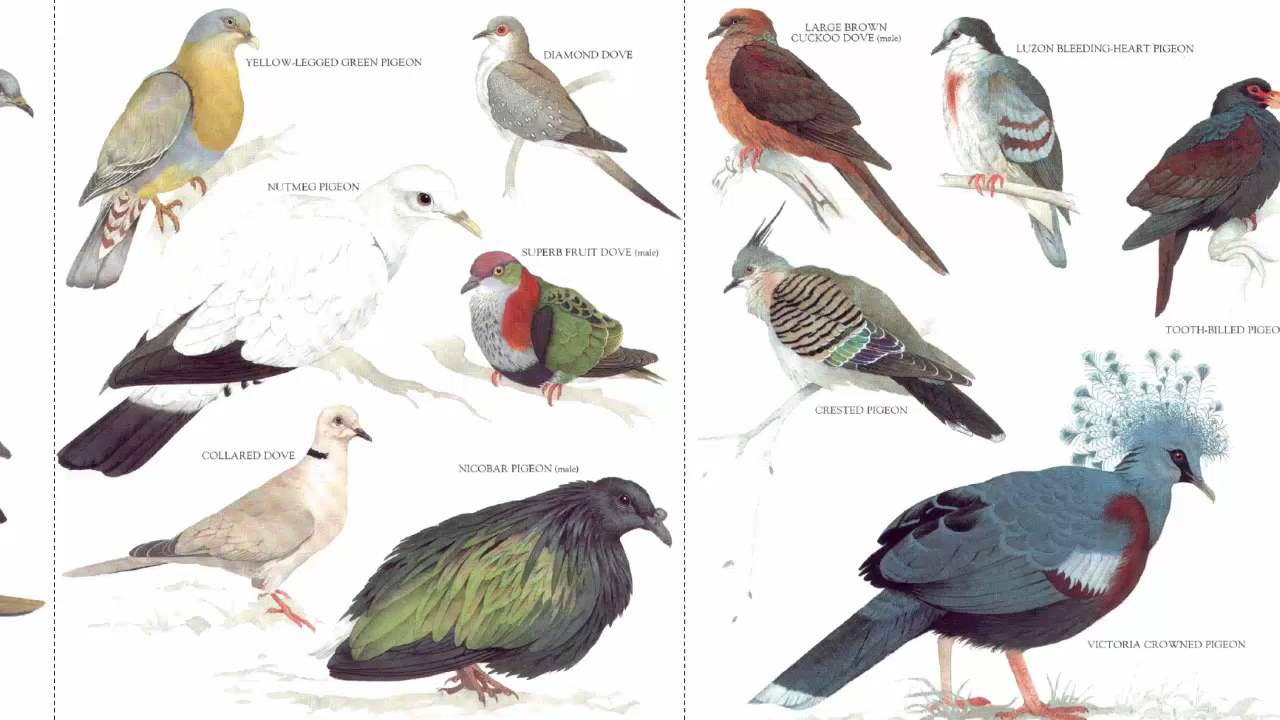 YELLOW-LEGGED GREEN PIGEON
DIAMOND DOVE
NUTMEG PIGEON
SUPERB FRUIT DOVE (male)
COLLARED DOVE
NICOBAR PIGEON (male)
LARGE BROWN
CUCKOO DOVE (male)
LUZON BLEEDING-HEART PIGEON
TOOTH-BILLED PIGEO
CRESTED PIGEON
VICTORIA CROWNED PIGEON